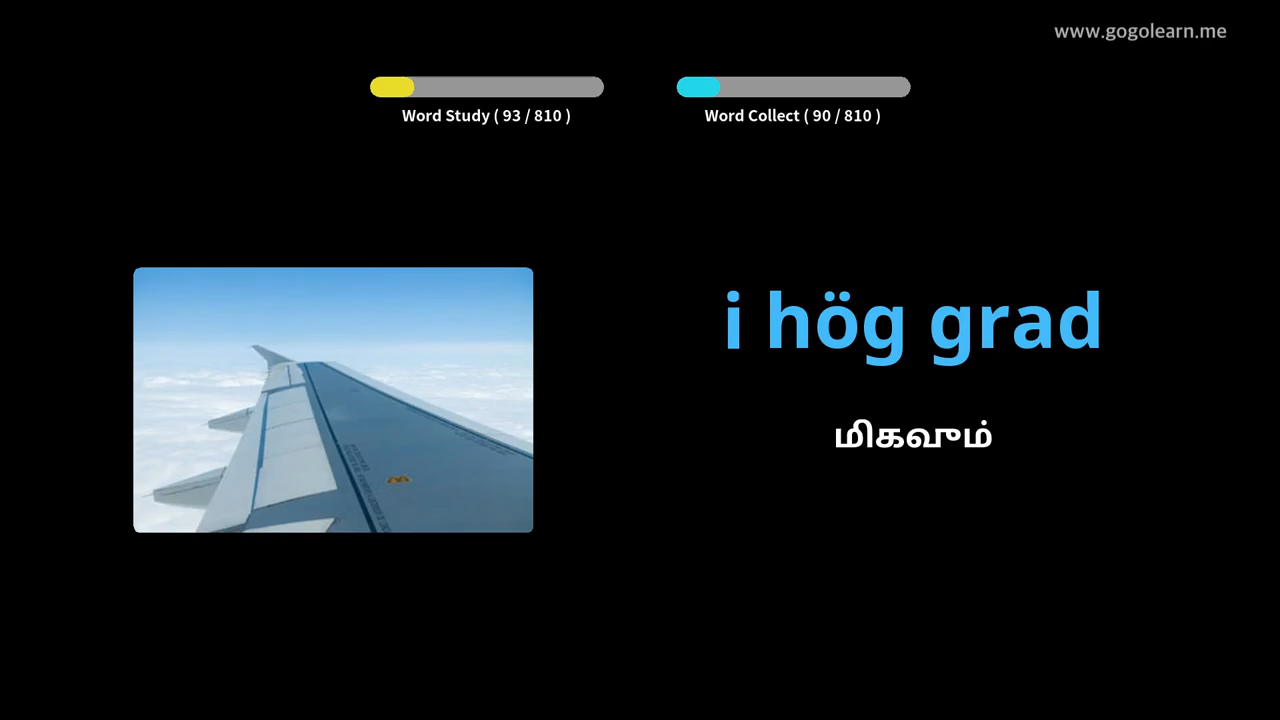 www.gogolearn.me
Word Study ( 93 / 810 )
Word Collect ( 90 / 810 )
i hög grad
மிகவும்